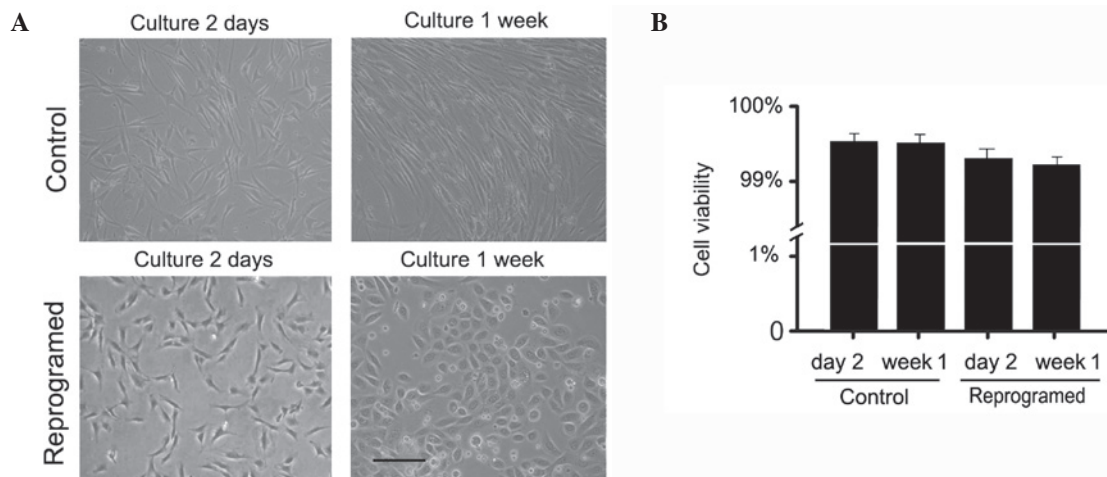 A
Culture 2 days
Culture 1 week
Control
Culture 2 days
Culture 1 week
Reprogramed
B
Cell viability
100%
99%
1%
0
day 2 week 1 day 2 week 1
Control Reprogramed